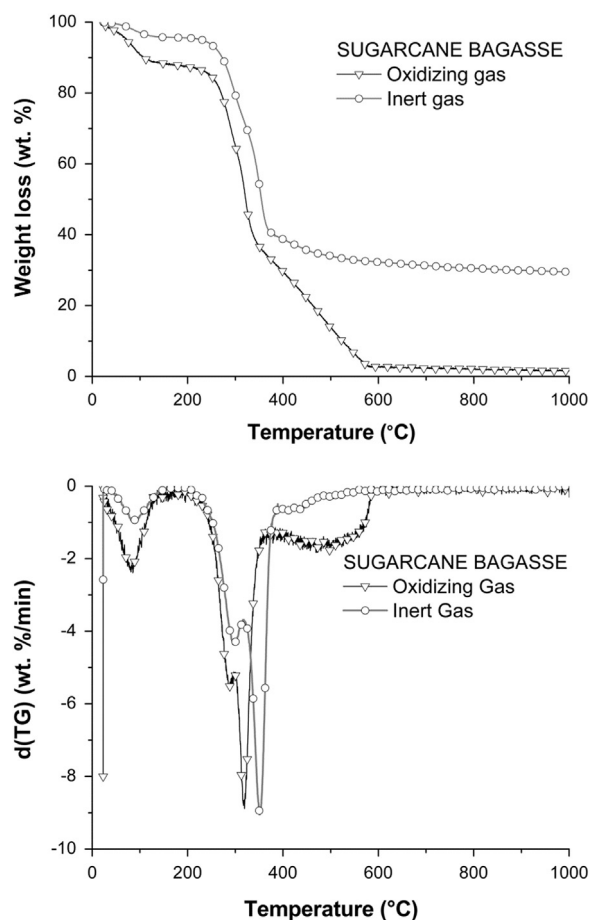 100
80
60
40
20
0
Weight loss (wt. %)
SUGARCANE BAGASSE
Oxidizing gas
Inert gas
0 200 400 600 800 1000
Temperature (°C)
0
-2
-4
-6
-8
-10
d(TG) (wt. %/min)
SUGARCANE BAGASSE
Oxidizing Gas
Inert Gas
0 200 400 600 800 1000
Temperature (°C)